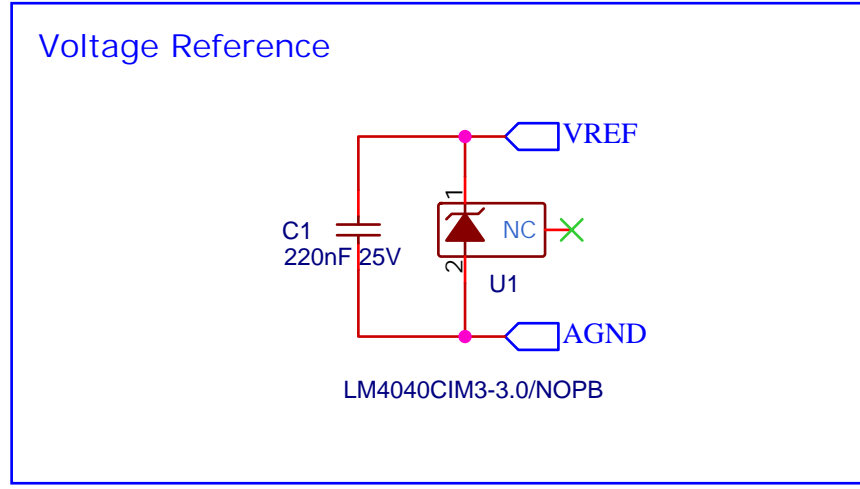 Voltage Reference
VREF
1
C1
NC
220nF 25V
2
U1
AGND
LM4040CIM3-3.0/NOPB